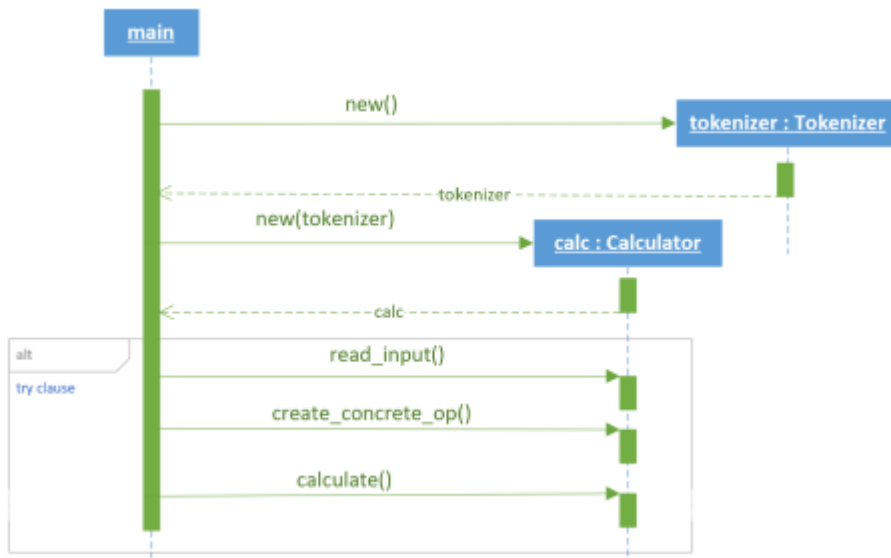 main
new()
tokenizer : Tokenizer
tokenizer
new(tokenizer)
calc : Calculator
calc
alt
read_input()
try clause
create_concrete_op()
calculate()